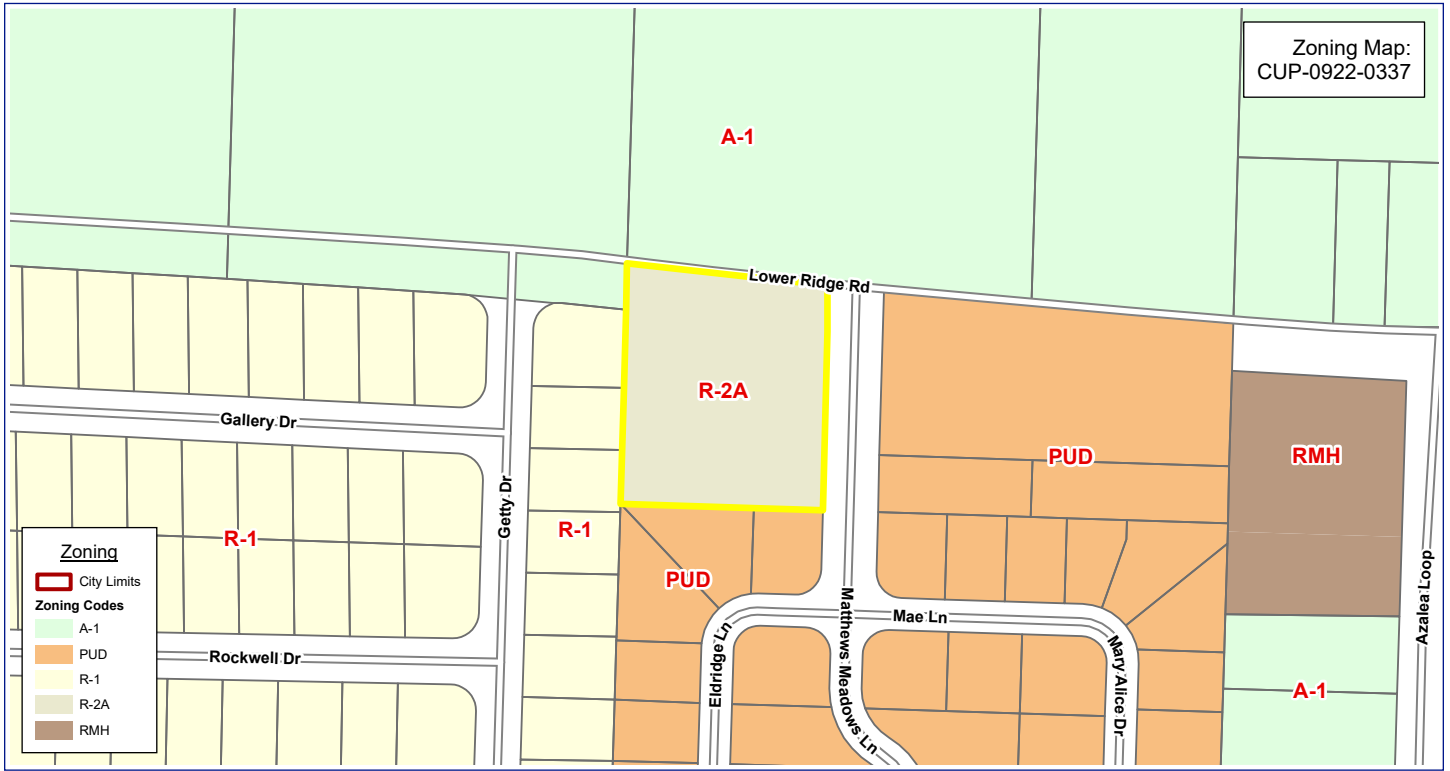 Zoning Map:
CUP-0922-0337
A-1
Lower Ridge Rd
R-2A
Gallery Dr
PUD
RMH
Getty Dr
R-1
R-1
PUD
Azalea Loop
Matthews Meadows Ln
Mae Ln
Eldridge Ln
Mary Alice Dr
Rockwell Dr
A-1
Zoning
City Limits
Zoning Codes
A-1
PUD
R-1
R-2A
RMH